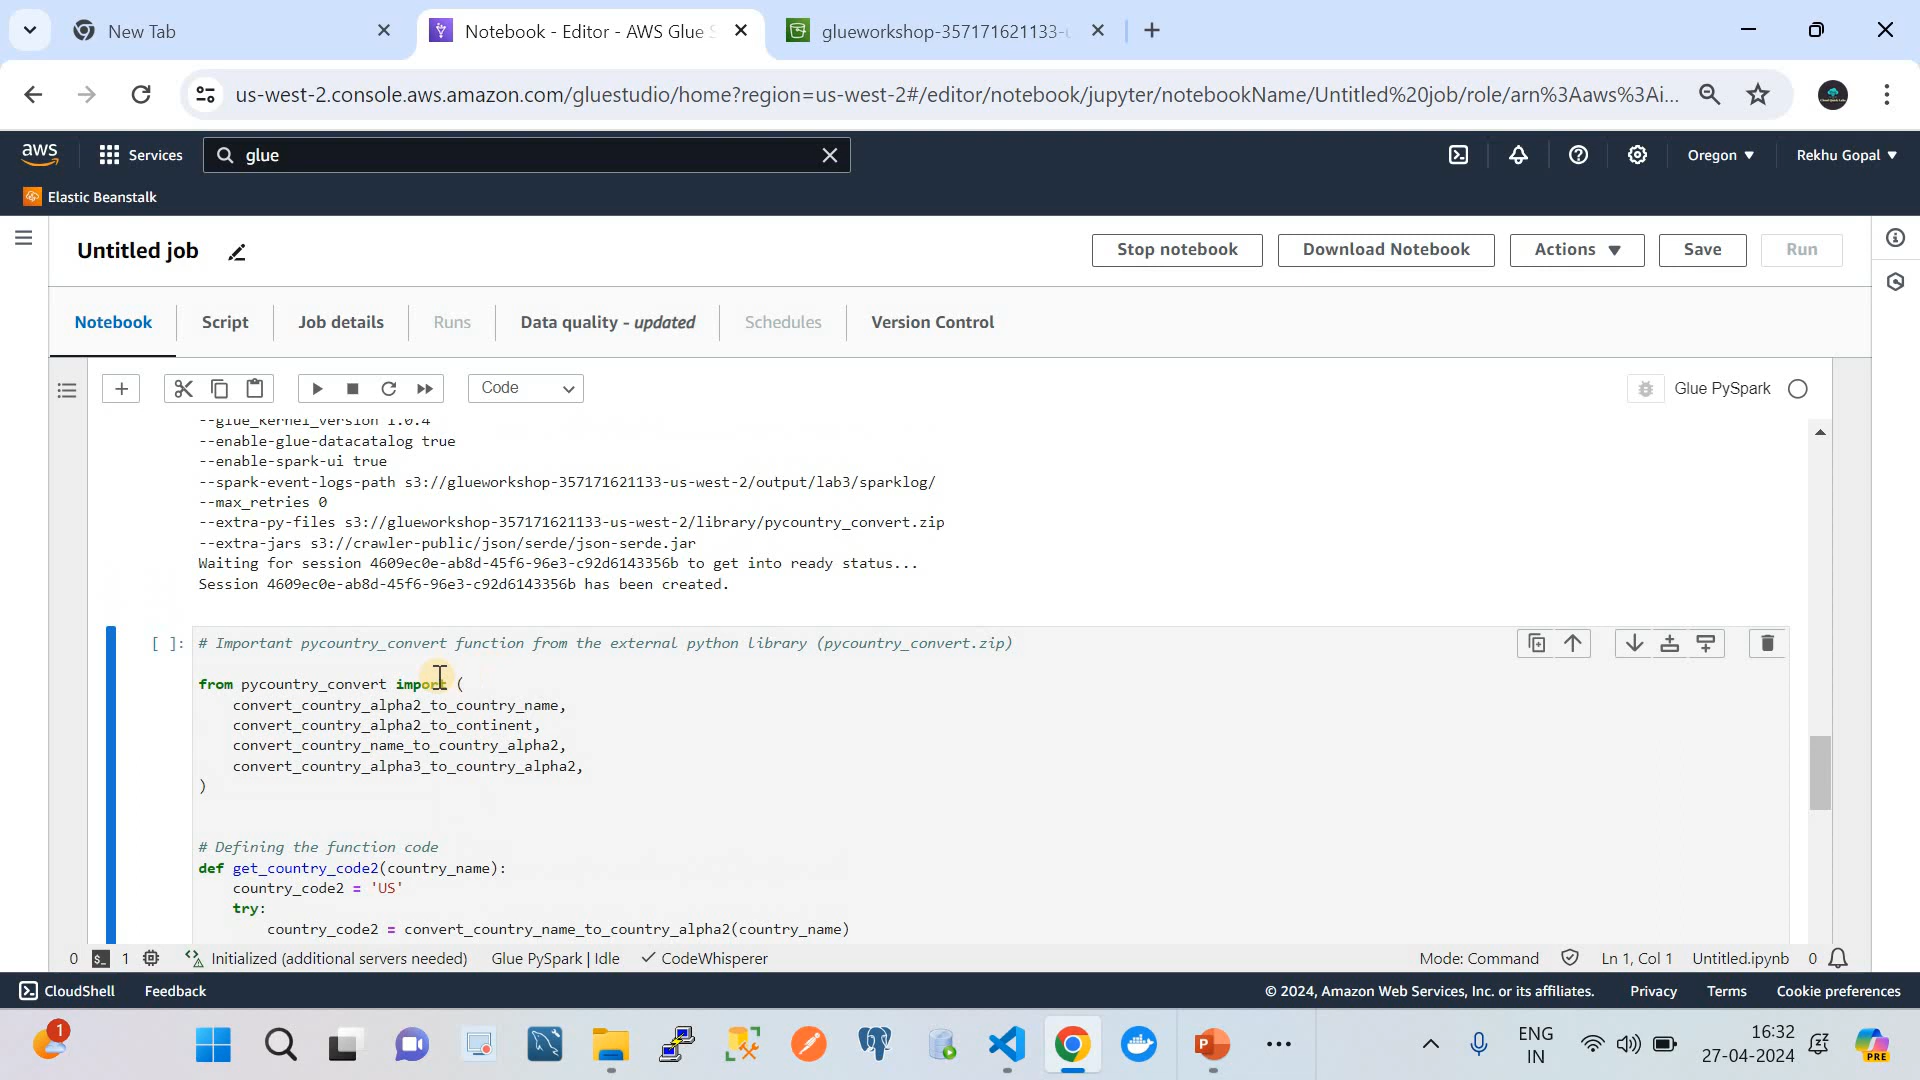 New Tab
Notebook - Editor - AWS Glue S
glueworkshop-357171621133-u
us-west-2.console.aws.amazon.com/gluestudio/home?region=us-west-2#/editor/notebook/jupyter/notebookName/Untitled%20job/role/arn%3Aaws%3Ai...
aws
Services
glue
Oregon
Rekhu Gopal
Elastic Beanstalk
Untitled job
Stop notebook
Download Notebook
Actions
Save
Run
Notebook
Script
Job details
Runs
Data quality - updated
Schedules
Version Control
Code
Glue PySpark
--glue_kernel_version 1.0.4
--enable-glue-datacatalog true
--enable-spark-ui true
--spark-event-logs-path s3://glueworkshop-357171621133-us-west-2/output/lab3/sparklog/
--max_retries 0
--extra-py-files s3://glueworkshop-357171621133-us-west-2/library/pycountry_convert.zip
--extra-jars s3://crawler-public/json/serde/json-serde.jar
Waiting for session 4609ec0e-ab8d-45f6-96e3-c92d6143356b to get into ready status...
Session 4609ec0e-ab8d-45f6-96e3-c92d6143356b has been created.
[ ]: # Important pycountry_convert function from the external python library (pycountry_convert.zip)
from pycountry_convert import (
convert_country_alpha2_to_country_name,
convert_country_alpha2_to_continent,
convert_country_name_to_country_alpha2,
convert_country_alpha3_to_country_alpha2,
)
# Defining the function code
def get_country_code2(country_name):
country_code2 = 'US'
try:
country_code2 = convert_country_name_to_country_alpha2(country_name)
0
1
Initialized (additional servers needed)
Glue PySpark | Idle
CodeWhisperer
Mode: Command
Ln 1, Col 1
Untitled.ipynb
0
CloudShell
Feedback
© 2024, Amazon Web Services, Inc. or its affiliates.
Privacy
Terms
Cookie preferences
1
ENG
IN
16:32
27-04-2024
PRE